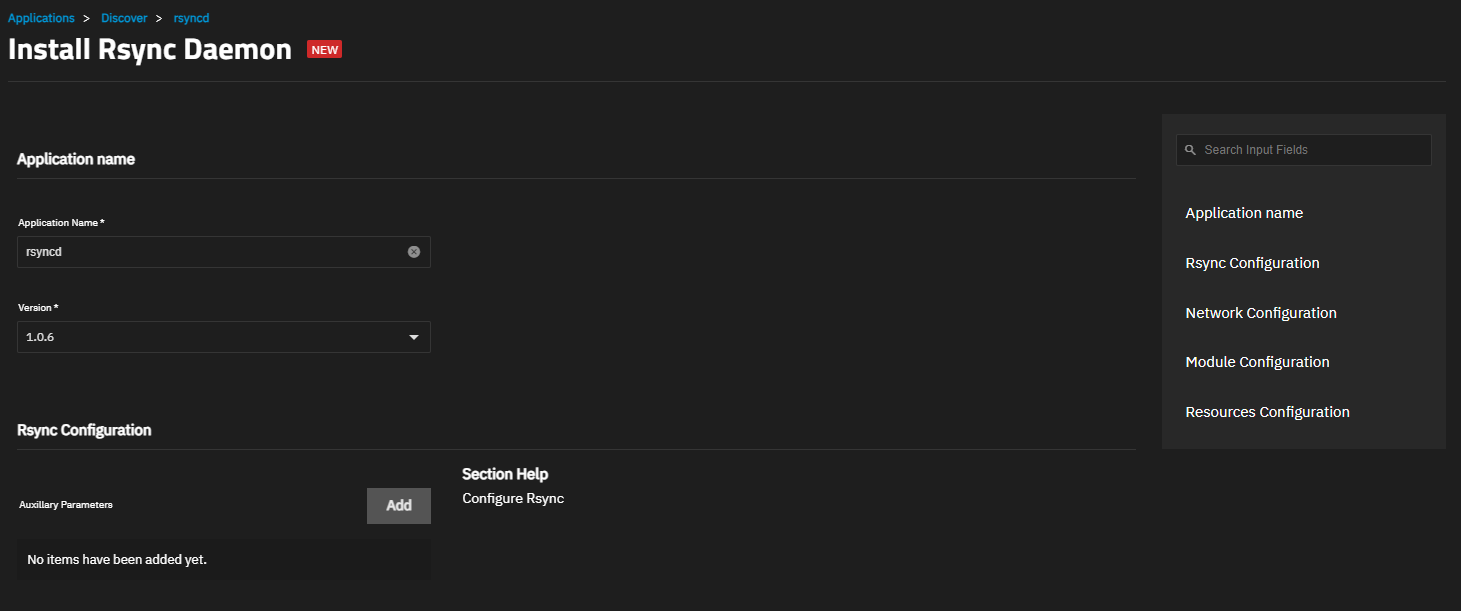 Applications > Discover > rsyncd
Install Rsync Daemon NEW
Application name
Application Name *
rsyncd
Version *
1.0.6
Rsync Configuration
Auxillary Parameters
Add
No items have been added yet.
Section Help
Configure Rsync
Search Input Fields
Application name
Rsync Configuration
Network Configuration
Module Configuration
Resources Configuration